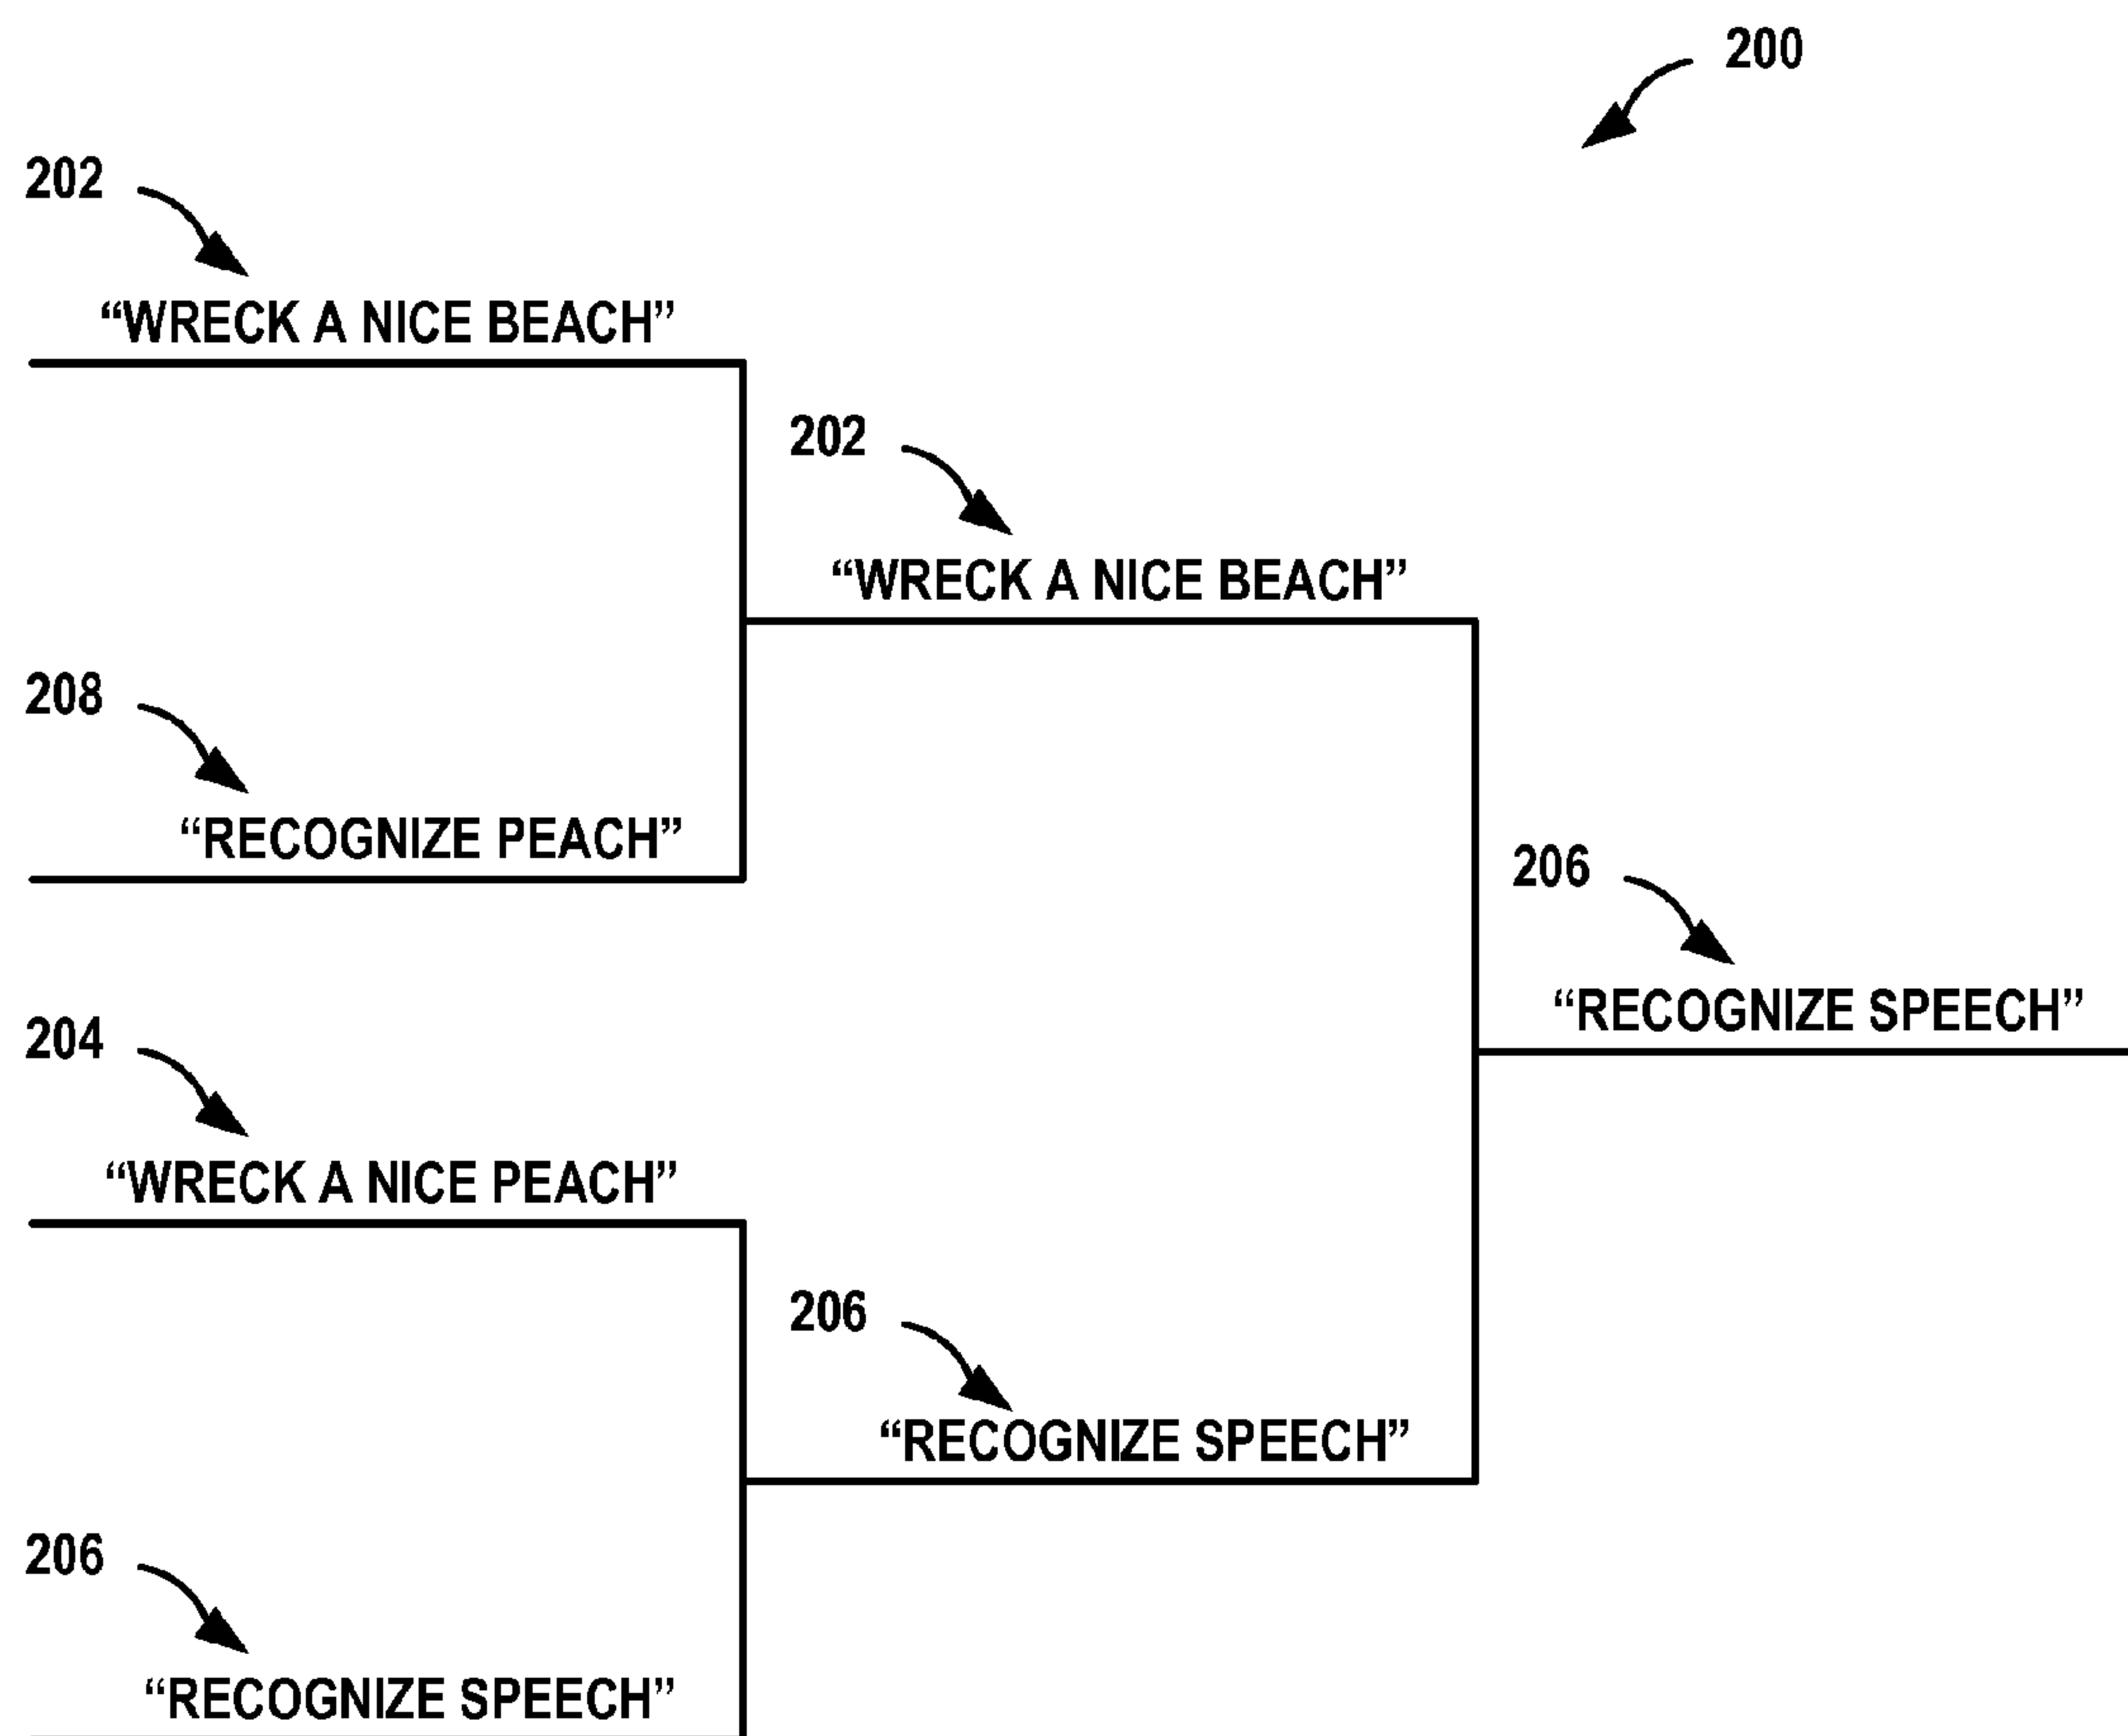 200
202
“WRECK A NICE BEACH”
202
“WRECK A NICE BEACH”
208
“RECOGNIZE PEACH”
206
“RECOGNIZE SPEECH”
204
“WRECK A NICE PEACH”
206
“RECOGNIZE SPEECH”
206
“RECOGNIZE SPEECH”